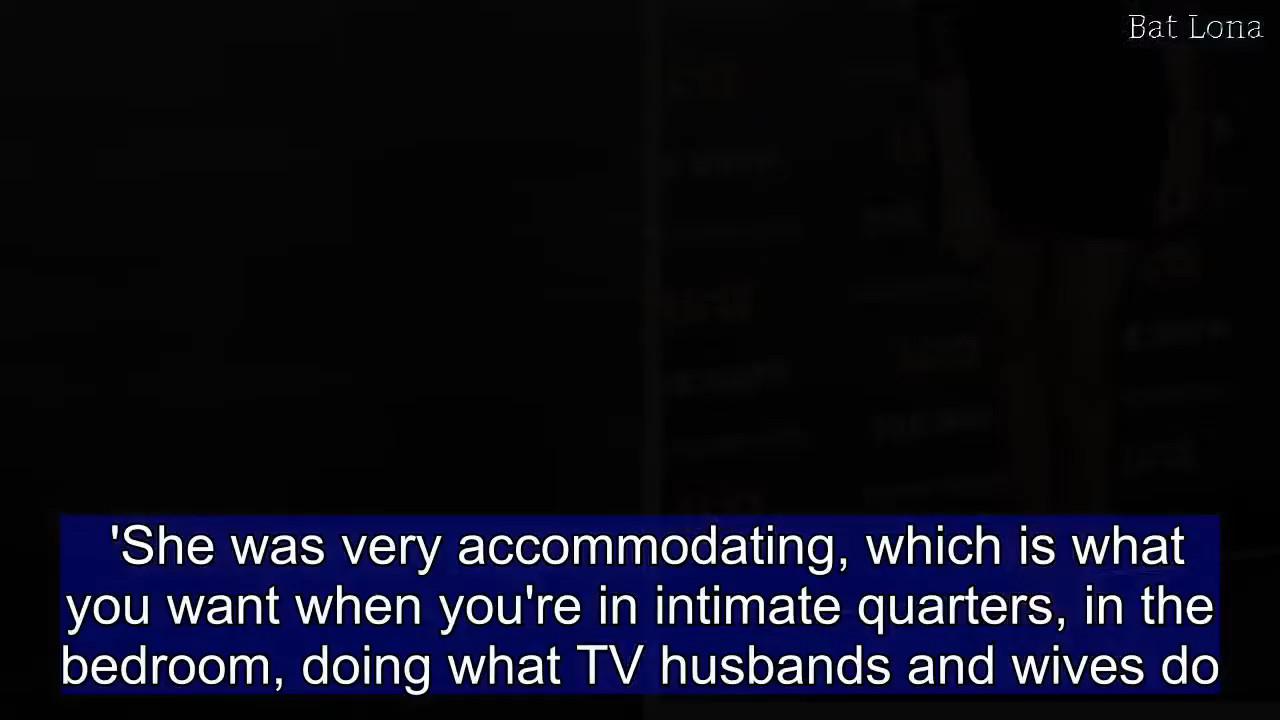 Bat Lona
'She was very accommodating, which is what
you want when you're in intimate quarters, in the
bedroom, doing what TV husbands and wives do